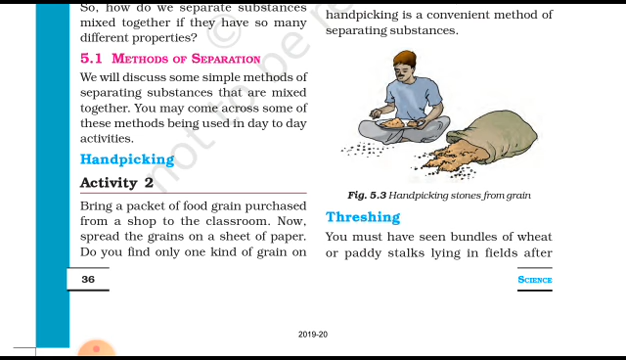 So, how do we separate substances
mixed together if they have so many
different properties?
5.1 METHODS OF SEPARATION
We will discuss some simple methods of
separating substances that are mixed
together. You may come across some of
these methods being used in day to day
activities.
Handpicking
Activity 2
Bring a packet of food grain purchased
from a shop to the classroom. Now,
spread the grains on a sheet of paper.
Do you find only one kind of grain on
36
handpicking is a convenient method of
separating substances.
Fig. 5.3 Handpicking stones from grain
Threshing
You must have seen bundles of wheat
or paddy stalks lying in fields after
SCIENCE
2019-20
© not to be re